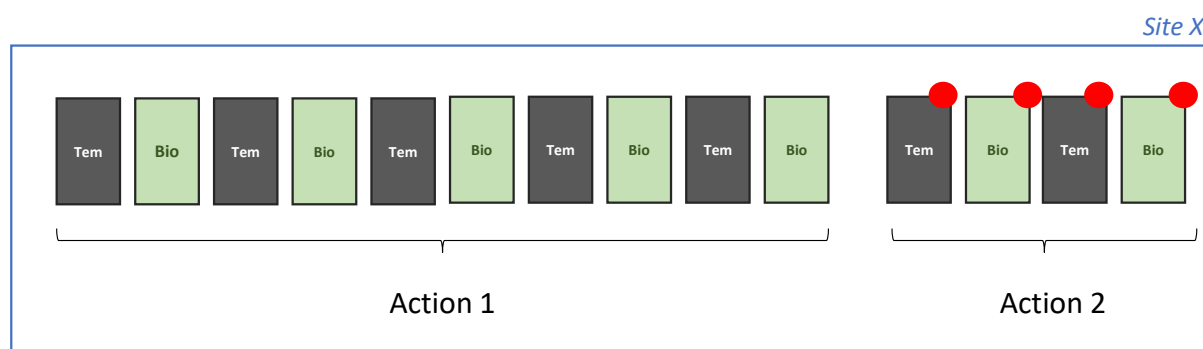 Site X
Tem Bio Tem Bio Tem Bio Tem Bio Tem Bio Tem Bio Tem Bio
Action 1 Action 2